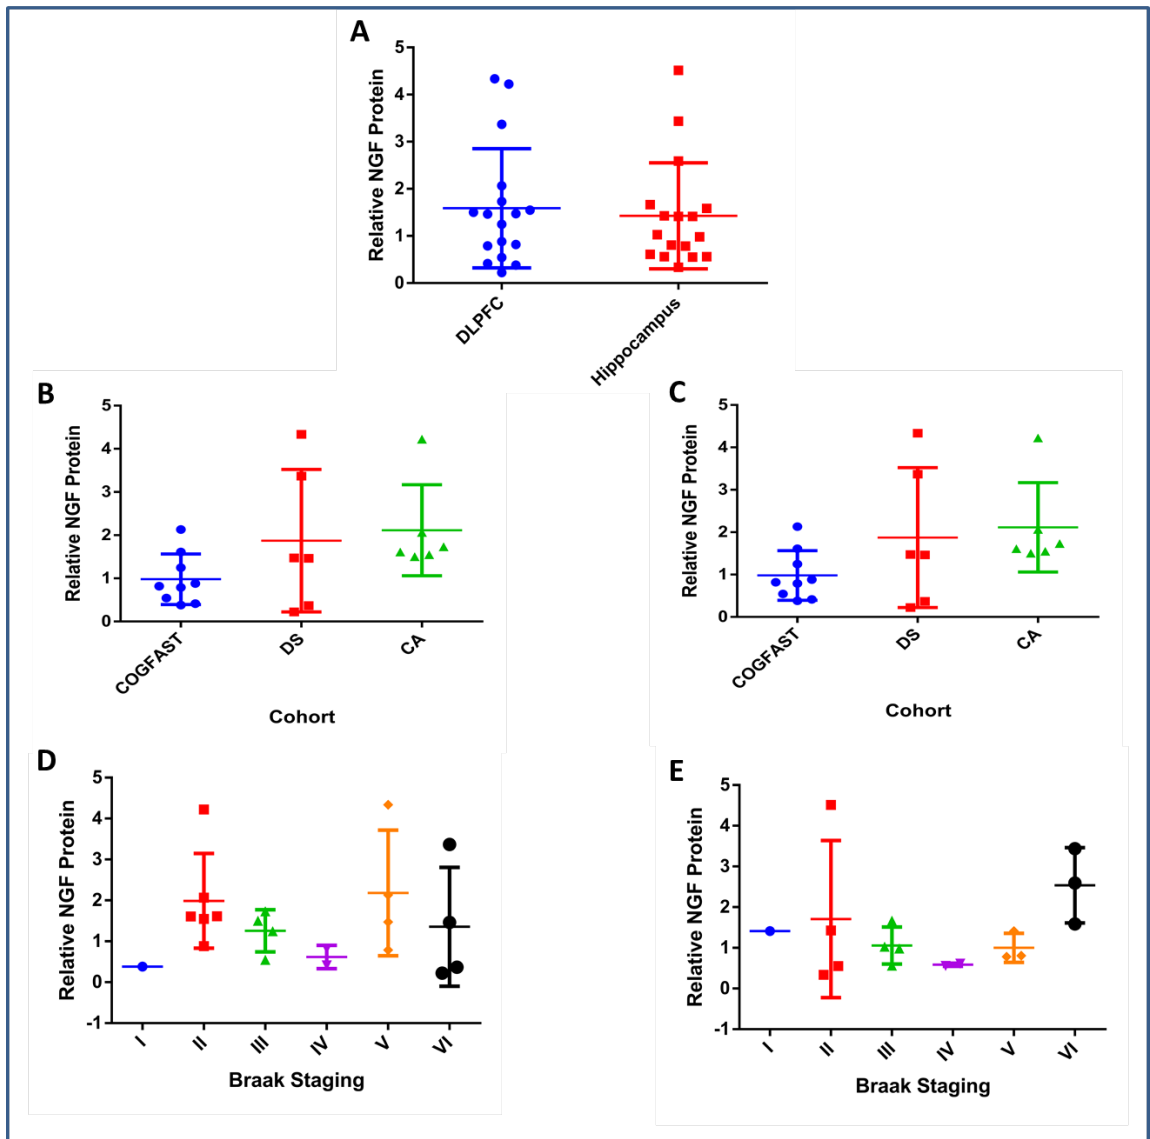 A
Relative NGF Protein
5
4
3
2
1
0
DLPFC
Hippocampus
B
Relative NGF Protein
5
4
3
2
1
0
COGFAST
DS
CA
Cohort
C
Relative NGF Protein
5
4
3
2
1
0
COGFAST
DS
CA
Cohort
D
Relative NGF Protein
5
4
3
2
1
0
-1
I
II
III
IV
V
VI
Braak Staging
E
Relative NGF Protein
5
4
3
2
1
0
-1
I
II
III
IV
V
VI
Braak Staging